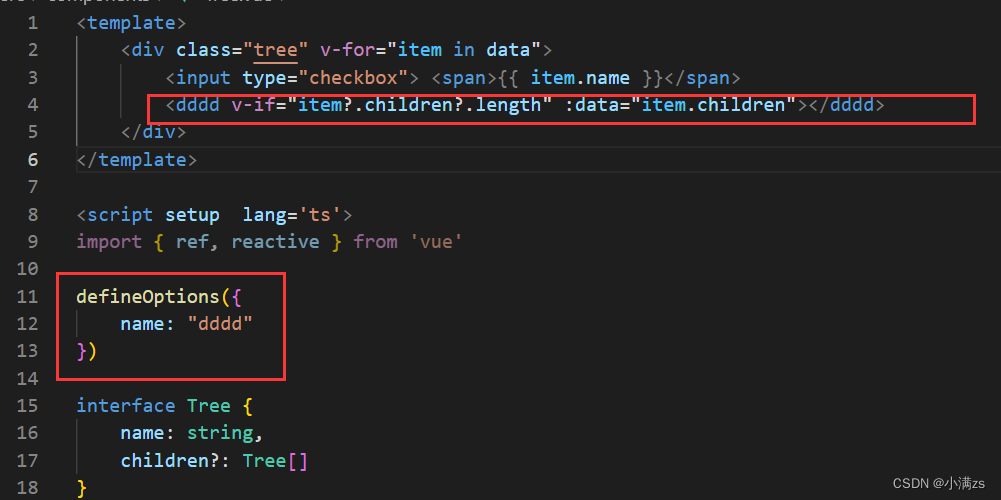 1 <template>
2 <div class="tree" v-for="item in data">
3 <input type="checkbox"> <span>{{ item.name }}</span>
4 <dddd v-if="item?.children?.length" :data="item.children"></dddd>
5 </div>
6 </template>
7
8 <script setup  lang='ts'>
9 import { ref, reactive } from 'vue'
10
11 defineOptions({
12 name: "dddd"
13 })
14
15 interface Tree {
16 name: string,
17 children?: Tree[]
18 }
CSDN @小满zs